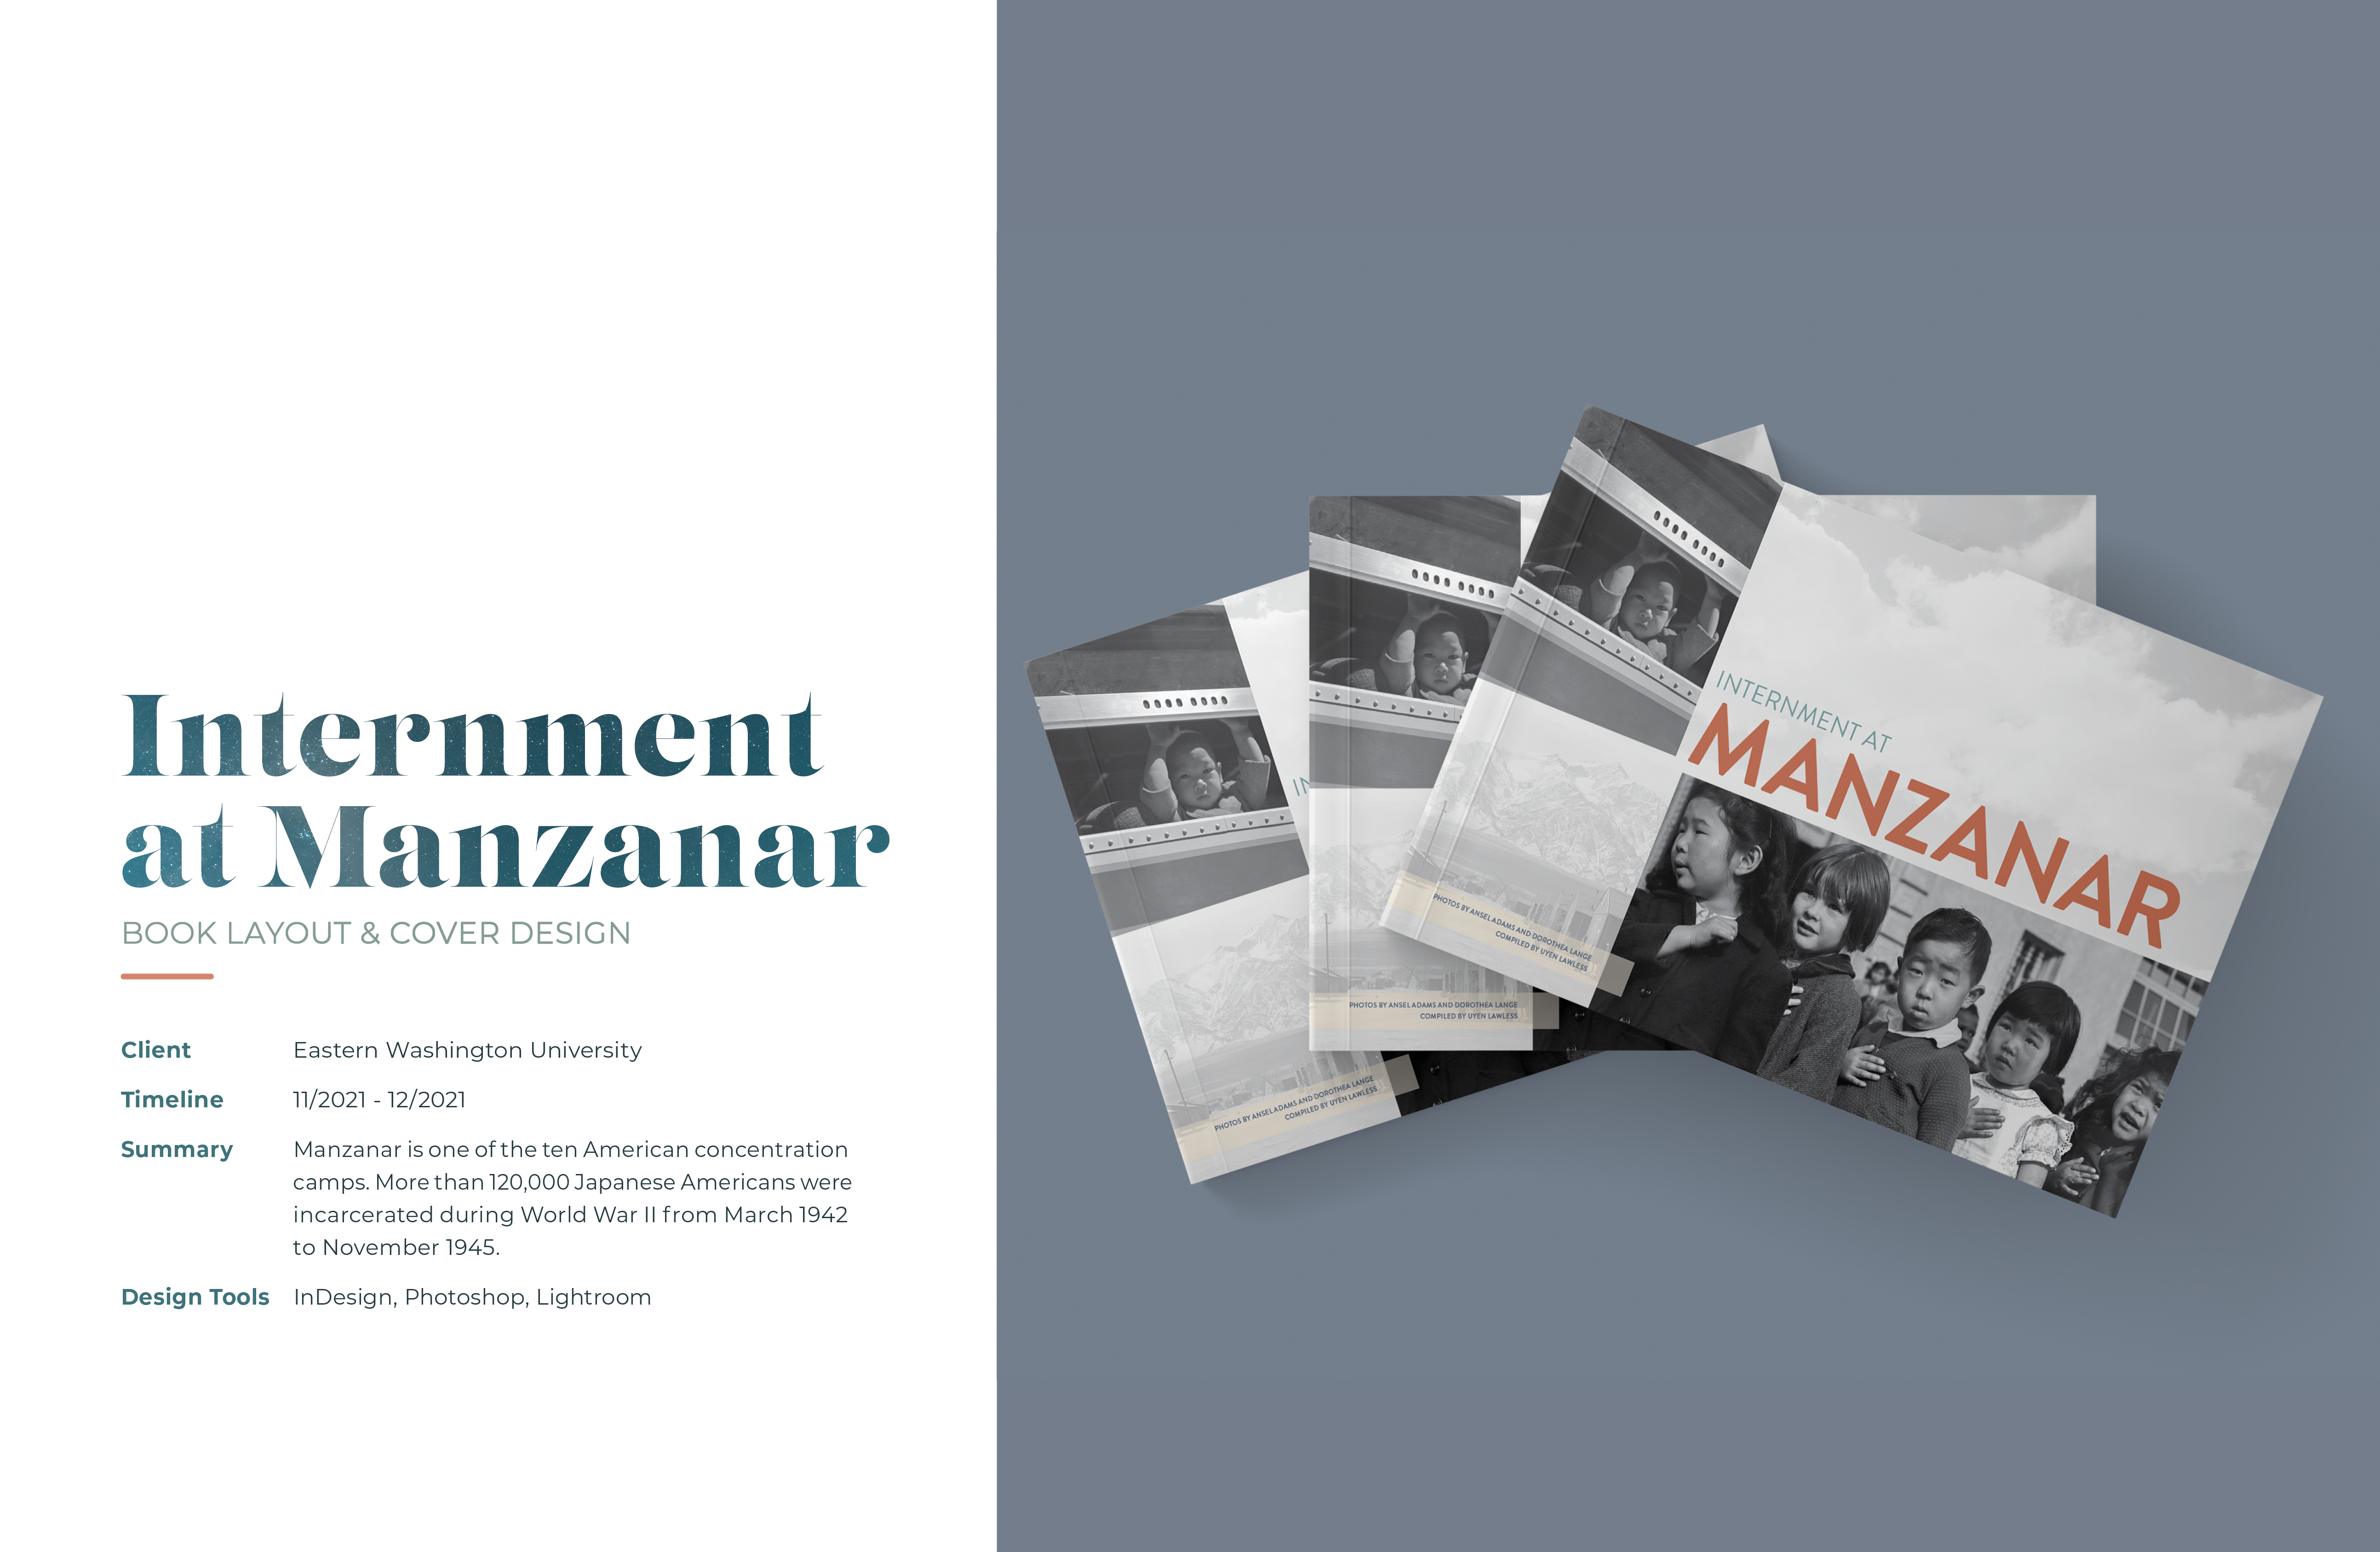 Internment
at Manzanar
BOOK LAYOUT & COVER DESIGN
Client Eastern Washington University
Timeline 11/2021 - 12/2021
Summary Manzanar is one of the ten American concentration
camps. More than 120,000 Japanese Americans were
incarcerated during World War II from March 1942
to November 1945.
Design Tools InDesign, Photoshop, Lightroom
IN
PHOTOS BY ANSEL ADAMS AND DOROTHEA LANGE
COMPILED BY UYEN LAWLESS
PHOTOS BY ANSEL ADAMS AND DOROTHEA LANGE
COMPILED BY UYEN LAWLESS
INTERNMENT AT
MANZANAR
PHOTOS BY ANSEL ADAMS AND DOROTHEA LANGE
COMPILED BY UYEN LAWLESS